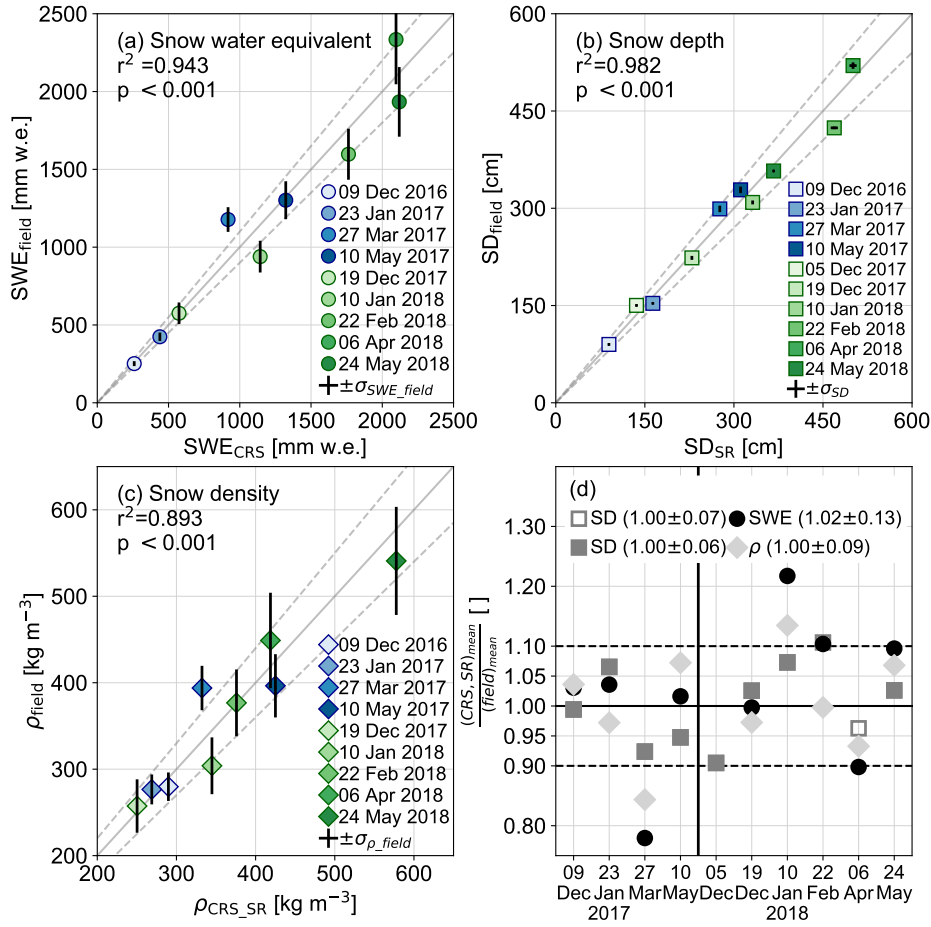 (a) Snow water equivalent
r² =0.943
p < 0.001
SWE_field [mm w.e.]
2500
2000
1500
1000
500
0
09 Dec 2016
23 Jan 2017
27 Mar 2017
10 May 2017
19 Dec 2017
10 Jan 2018
22 Feb 2018
06 Apr 2018
24 May 2018
±σ_SWE_field
0 500 1000 1500 2000 2500
SWE_CRS [mm w.e.]
(b) Snow depth
r²=0.982
p < 0.001
SD_field [cm]
600
450
300
150
0
09 Dec 2016
23 Jan 2017
27 Mar 2017
10 May 2017
05 Dec 2017
19 Dec 2017
10 Jan 2018
22 Feb 2018
06 Apr 2018
24 May 2018
±σ_SD
0 150 300 450 600
SD_SR [cm]
(c) Snow density
r²=0.893
p < 0.001
ρ_field [kg m⁻³]
600
500
400
300
200
09 Dec 2016
23 Jan 2017
27 Mar 2017
10 May 2017
19 Dec 2017
10 Jan 2018
22 Feb 2018
06 Apr 2018
24 May 2018
±σ_ρ_field
200 300 400 500 600
ρ_CRS_SR [kg m⁻³]
(d)
SD (1.00±0.07) SWE (1.02±0.13)
SD (1.00±0.06) ρ (1.00±0.09)
(CRS, SR)_mean / (field)_mean [ ]
1.30
1.20
1.10
1.05
1.00
0.95
0.90
0.80
09 23 27 10 05 19 10 22 06 24
Dec Jan Mar May Dec Dec Jan Feb Apr May
2017 2018